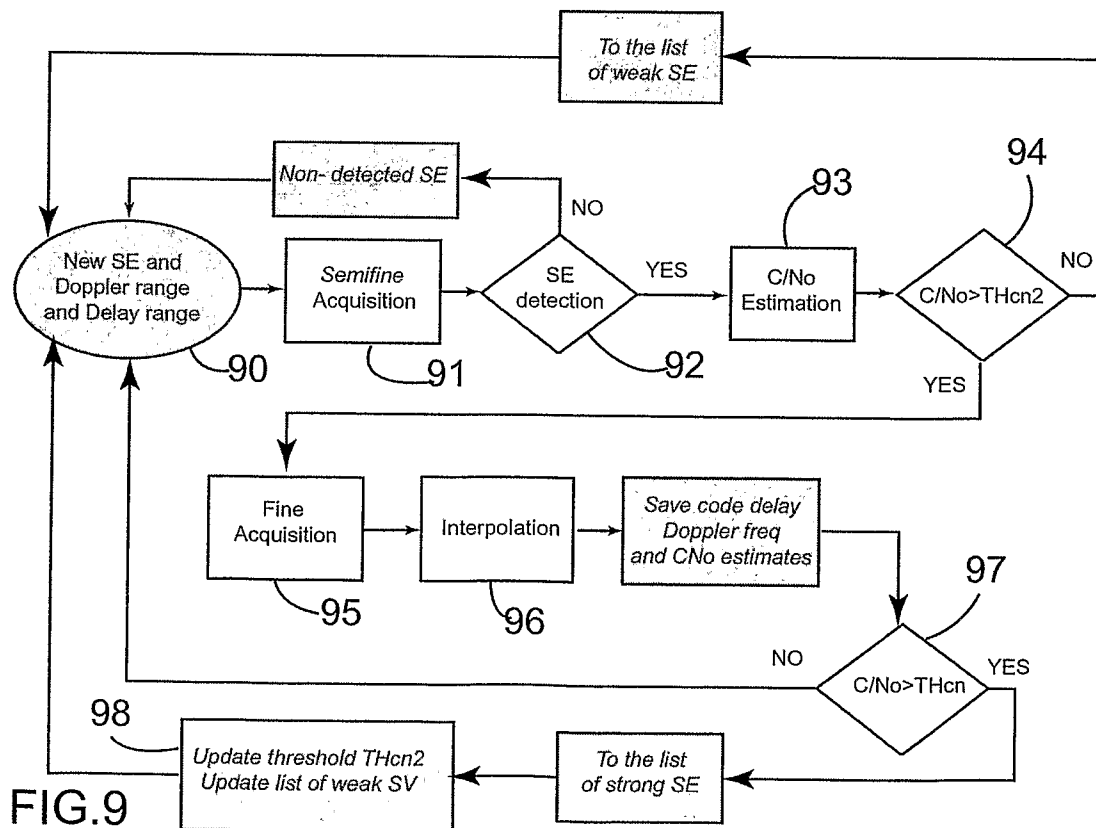 To the list
of weak SE
94
Non- detected SE
93
NO
New SE and
Doppler range
and Delay range
Semifine
Acquisition
SE
detection
YES
C/No
Estimation
C/No>THcn2
NO
90
91
92
YES
Fine
Acquisition
Interpolation
Save code delay
Doppler freq
and CNo estimates
97
95
96
NO
C/No>THcn
YES
98
Update threshold THcn2
Update list of weak SV
To the list
of strong SE
FIG.9